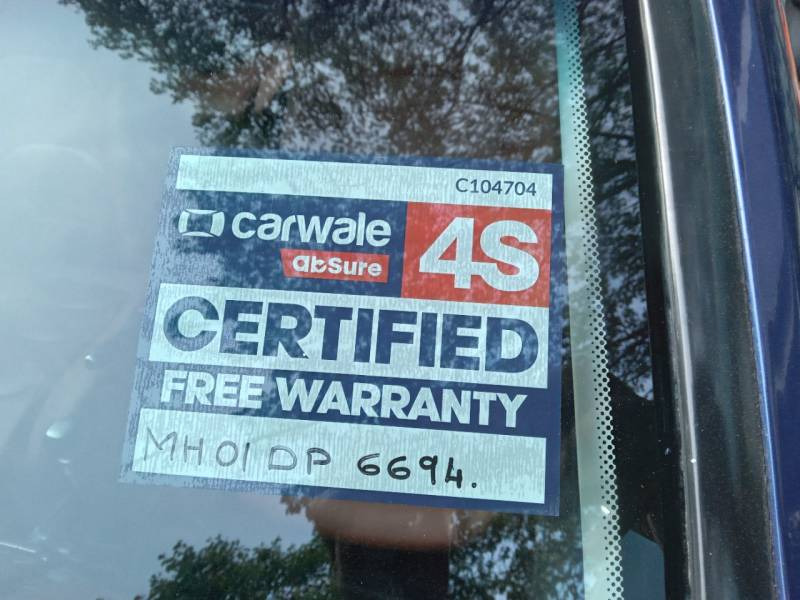 C104704
carwale
abSure
4S
CERTIFIED
FREE WARRANTY
MH01DP 6694.